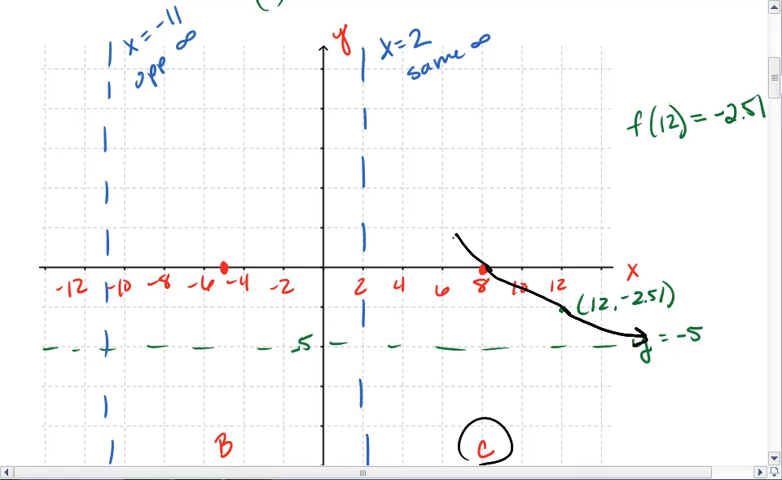 x = -11
opp ∞
y
x=2
same ∞
f(12) = -2.51
x
-12 -10 -8 -6 -4 -2 2 4 6 8 10 12
(12, -2.51)
-5
y = -5
B
C